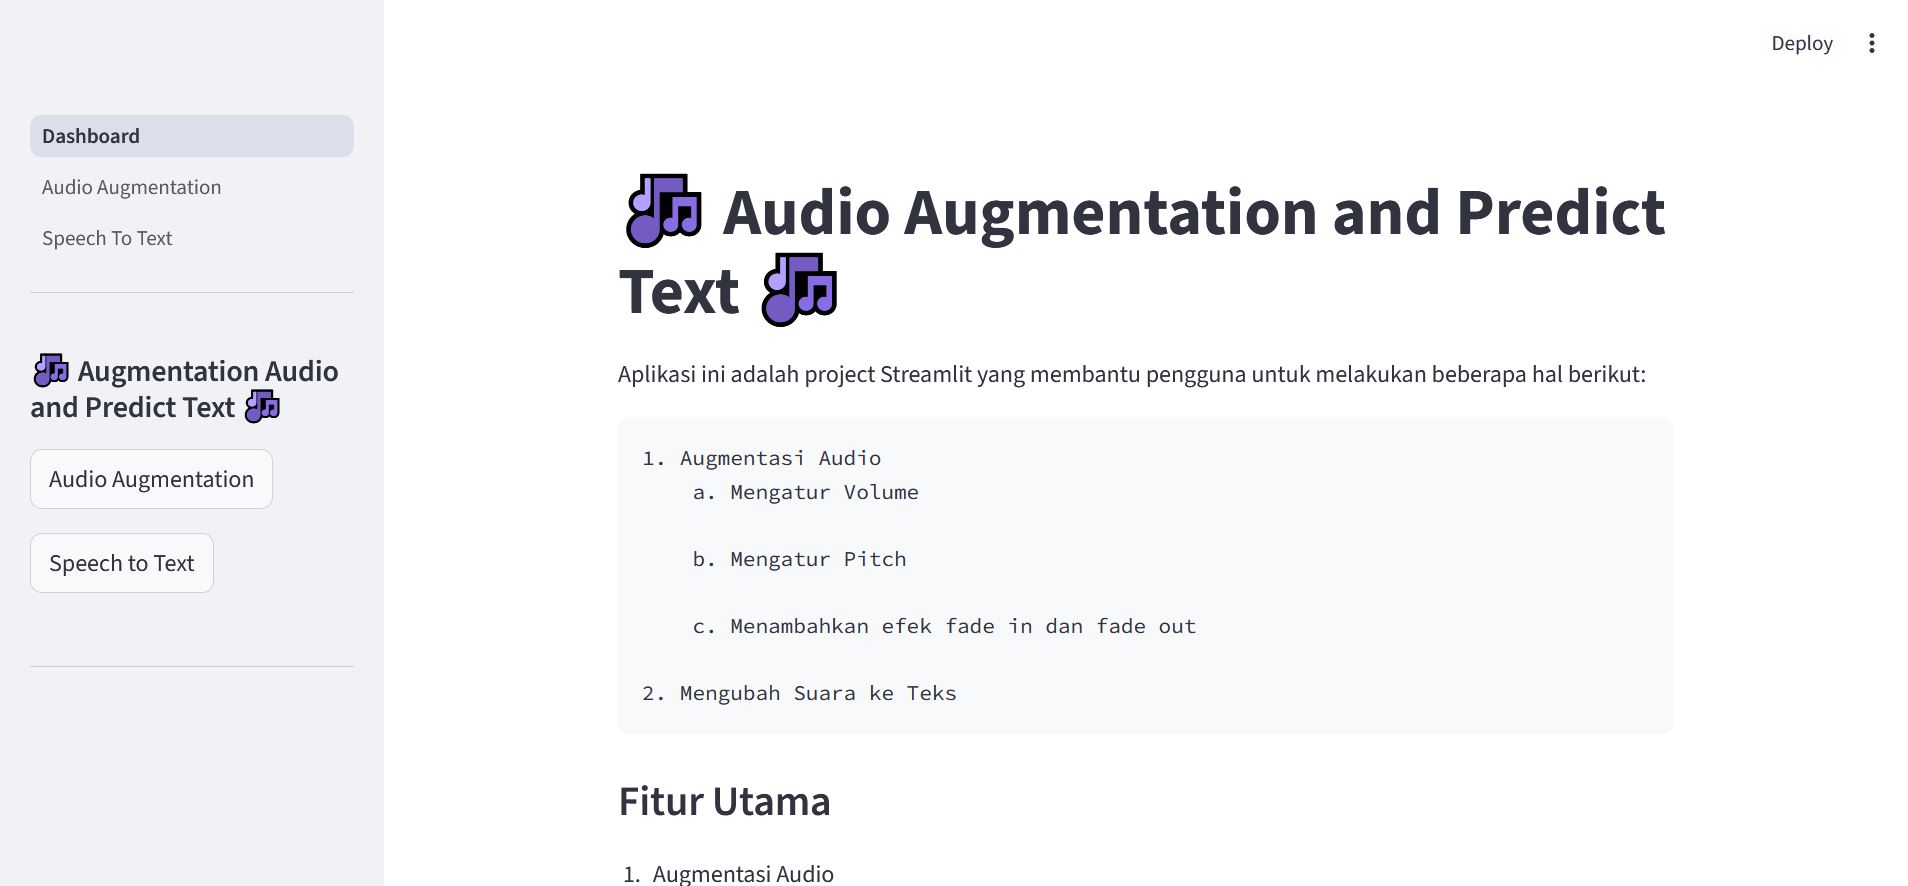 Deploy
Dashboard
Audio Augmentation
Speech To Text
Augmentation Audio
and Predict Text
Audio Augmentation
Speech to Text
Audio Augmentation and Predict
Text
Aplikasi ini adalah project Streamlit yang membantu pengguna untuk melakukan beberapa hal berikut:
1. Augmentasi Audio
a. Mengatur Volume
b. Mengatur Pitch
c. Menambahkan efek fade in dan fade out
2. Mengubah Suara ke Teks
Fitur Utama
1. Augmentasi Audio